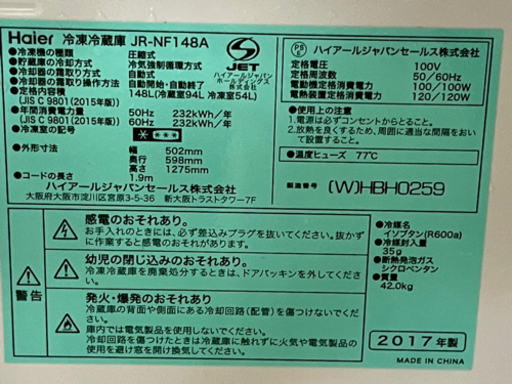 Haier 冷凍冷蔵庫 JR-NF148A
●冷凍機の種類 圧縮式
●貯蔵庫の冷却方式 冷気強制循環方式
●冷却器の霜取り方式 自動式
●冷却器の霜取り操作方法 自動開始・自動終了
●定格内容積 148L(冷蔵室94L 冷凍室54L)
(JIS C 9801(2015年版))
●年間消費電力量 50Hz 232kWh/年
(JIS C 9801(2015年版)) 60Hz 232kWh/年
●冷凍室の記号
●外形寸法 幅 502mm
奥行 598mm
高さ 1275mm
●コードの長さ 1.9m
ハイアールジャパンセールス株式会社
大阪府大阪市淀川区宮原3-5-36 新大阪トラストタワー7F
JET
ハイアールジャパン
ホールディングス
株式会社
PS
E
ハイアールジャパンセールス株式会社
定格電圧 100V
定格周波数 50/60Hz
電動機定格消費電力 100/100W
電熱装置定格消費電力 120/120W
●使用上の注意
1.電源は必ずコンセントからとること。
2.放熱を良くするため、周囲に適当な間隔をおいて設置すること。
●温度ヒューズ 77℃
製造番号 (W)HBH0259
警告
感電のおそれあり。
お手入れのときには、必ず差込みプラグを抜いてください。抜かずに作業すると感電のおそれがあります。
幼児の閉じ込めのおそれあり。
冷凍冷蔵庫を廃棄処分するときは、ドアパッキンを外してください。
発火・爆発のおそれあり
冷蔵庫の背面や側面にある冷却回路(配管)を傷つけないでください。
庫内では電気製品を使用しないでください。
冷却回路を傷つけたときは、冷却回路に触れずに火気や電気製品の使用を避け窓を開け換気してください。
●冷媒名
イソブタン(R600a)
●冷媒封入量
35g
●断熱発泡ガス
シクロペンタン
●質量
42.0kg
2017年製
MADE IN CHINA